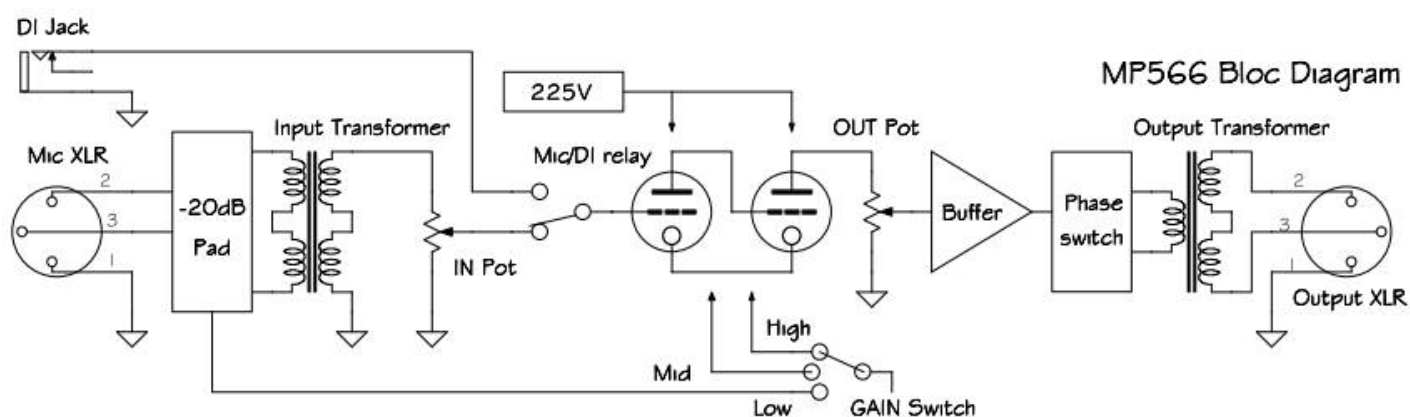 DI Jack
MP566 Bloc Diagram
225V
Input Transformer
OUT Pot
Output Transformer
Mic XLR
Mic/DI relay
2
2
-20dB
Pad
Buffer
Phase
switch
3
3
IN Pot
1
1
Output XLR
High
Mid
Low
GAIN Switch